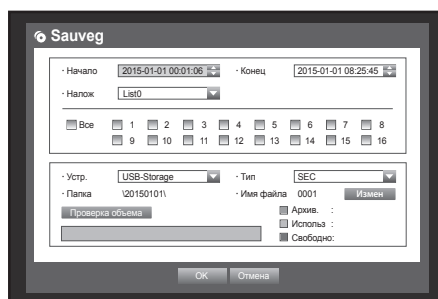 Sauveg
· Начало 2015-01-01 00:01:06 · Конец 2015-01-01 08:25:45
· Налож List0
Все 1 2 3 4 5 6 7 8
9 10 11 12 13 14 15 16
· Устр. USB-Storage · Тип SEC
· Папка \20150101\ · Имя файла 0001 Измен
Проверка объема Архив. :
Использ :
Свободно:
OK Отмена